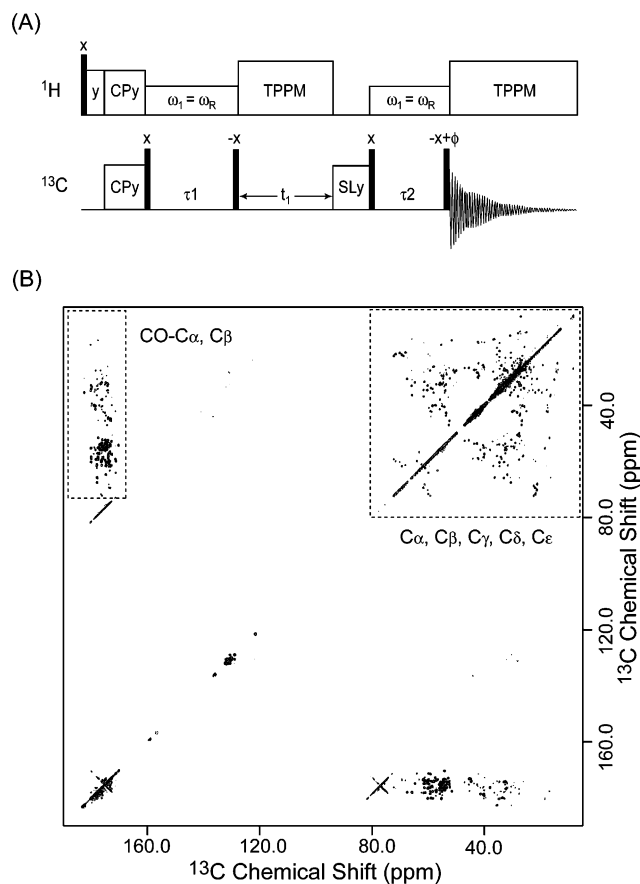 (A)
x
¹H
y
CPy
ω₁ = ω_R
TPPM
ω₁ = ω_R
TPPM
x
-x
x
-x+ϕ
¹³C
CPy
τ1
t₁
SLy
τ2
(B)
CO-Cα, Cβ
Cα, Cβ, Cγ, Cδ, Cε
40.0
80.0
120.0
160.0
¹³C Chemical Shift (ppm)
160.0
120.0
80.0
40.0
¹³C Chemical Shift (ppm)